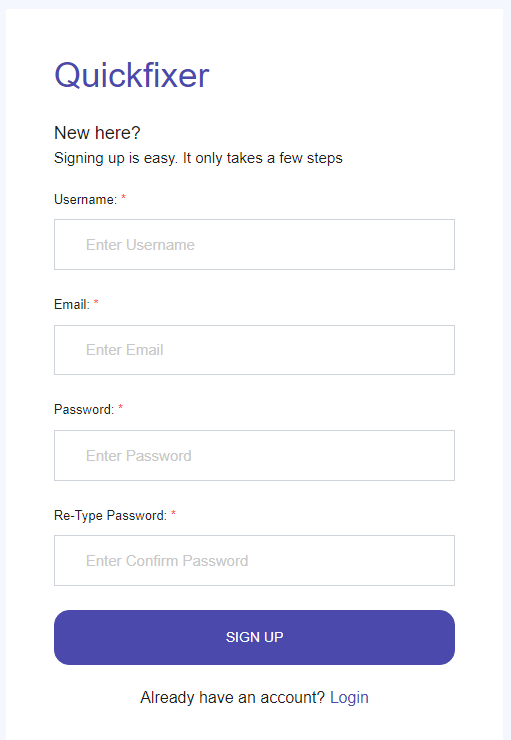 Quickfixer
New here?
Signing up is easy. It only takes a few steps
Username: *
Enter Username
Email: *
Enter Email
Password: *
Enter Password
Re-Type Password: *
Enter Confirm Password
SIGN UP
Already have an account? Login